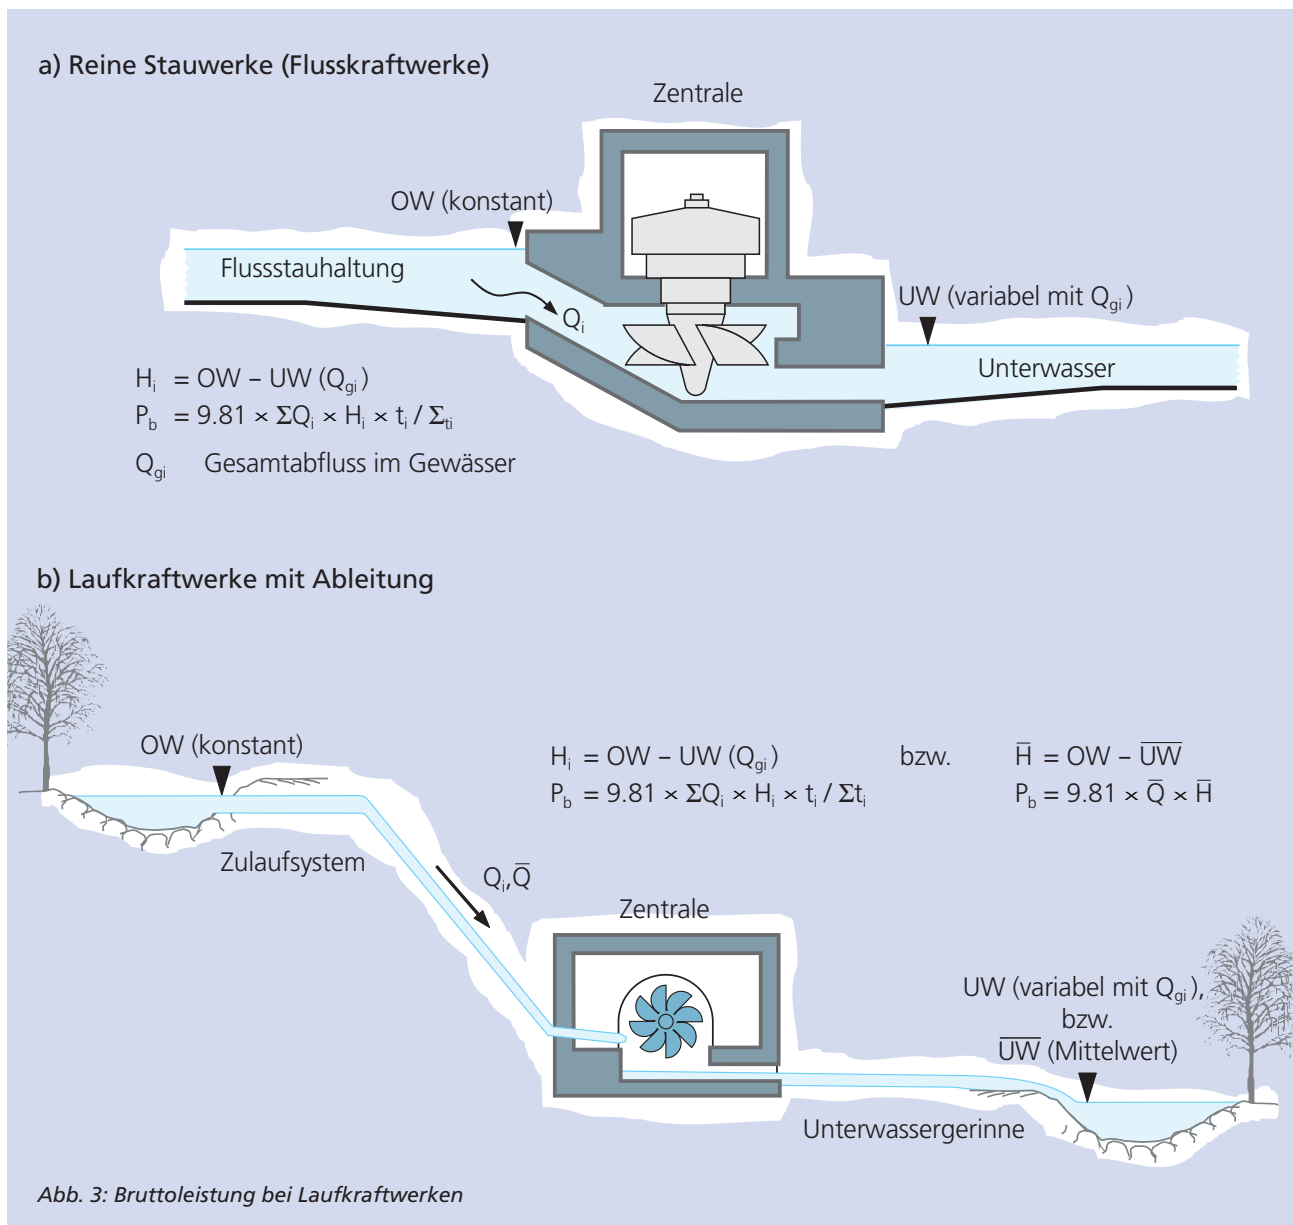 a) Reine Stauwerke (Flusskraftwerke)
Zentrale
OW (konstant)
Flussstauhaltung
Qi
UW (variabel mit Qgi)
Unterwasser
Hi = OW – UW (Qgi)
Pb = 9.81 × ΣQi × Hi × ti / Σti
Qgi Gesamtabfluss im Gewässer
b) Laufkraftwerke mit Ableitung
OW (konstant)
Hi = OW – UW (Qgi) bzw. H̅ = OW – U̅W̅
Pb = 9.81 × ΣQi × Hi × ti / Σti Pb = 9.81 × Q̅ × H̅
Zulaufsystem
Qi,Q̅
Zentrale
UW (variabel mit Qgi),
bzw.
U̅W̅ (Mittelwert)
Unterwassergerinne
Abb. 3: Bruttoleistung bei Laufkraftwerken